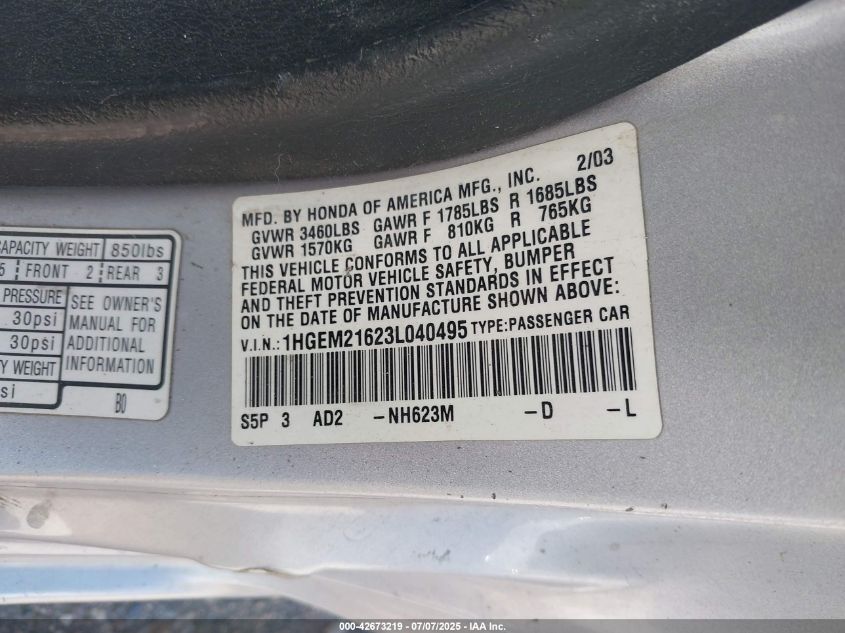 CAPACITY WEIGHT 850lbs
5 FRONT 2 REAR 3
PRESSURE SEE OWNER'S
30psi MANUAL FOR
30psi ADDITIONAL
TY WEIGHT INFORMATION
si
B0
2/03
MFD. BY HONDA OF AMERICA MFG., INC.
GVWR 3460LBS GAWR F 1785LBS R 1685LBS
GVWR 1570KG GAWR F 810KG R 765KG
THIS VEHICLE CONFORMS TO ALL APPLICABLE
FEDERAL MOTOR VEHICLE SAFETY, BUMPER
AND THEFT PREVENTION STANDARDS IN EFFECT
ON THE DATE OF MANUFACTURE SHOWN ABOVE:
V.I.N.:1HGEM21623L040495 TYPE:PASSENGER CAR
S5P 3 AD2 -NH623M -D -L
000-42673219 - 07/07/2025 - IAA Inc.